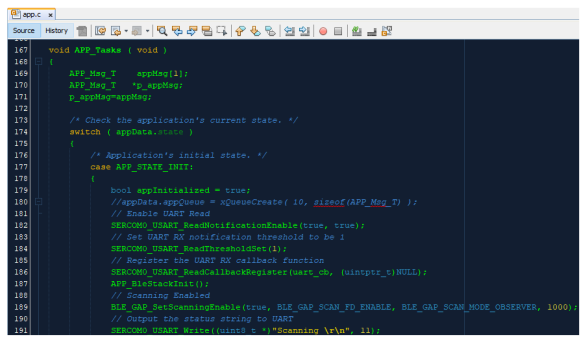 app.c x
Source History
167 void APP_Tasks ( void )
168 {
169 APP_Msg_T appMsg[1];
170 APP_Msg_T *p_appMsg;
171 p_appMsg=appMsg;
172
173 /* Check the application's current state. */
174 switch ( appData.state )
175 {
176 /* Application's initial state. */
177 case APP_STATE_INIT:
178 {
179 bool appInitialized = true;
180 //appData.appQueue = xQueueCreate( 10, sizeof(APP_Msg_T) );
181 // Enable UART Read
182 SERCOM0_USART_ReadNotificationEnable(true, true);
183 // Set UART RX notification threshold to be 1
184 SERCOM0_USART_ReadThresholdSet(1);
185 // Register the UART RX callback function
186 SERCOM0_USART_ReadCallbackRegister(uart_cb, (uintptr_t)NULL);
187 APP_BleStackInit();
188 // Scanning Enabled
189 BLE_GAP_SetScanningEnable(true, BLE_GAP_SCAN_FD_ENABLE, BLE_GAP_SCAN_MODE_OBSERVER, 1000);
190 // Output the status string to UART
191 SERCOM0_USART_Write((uint8_t *)"Scanning \r\n", 11);